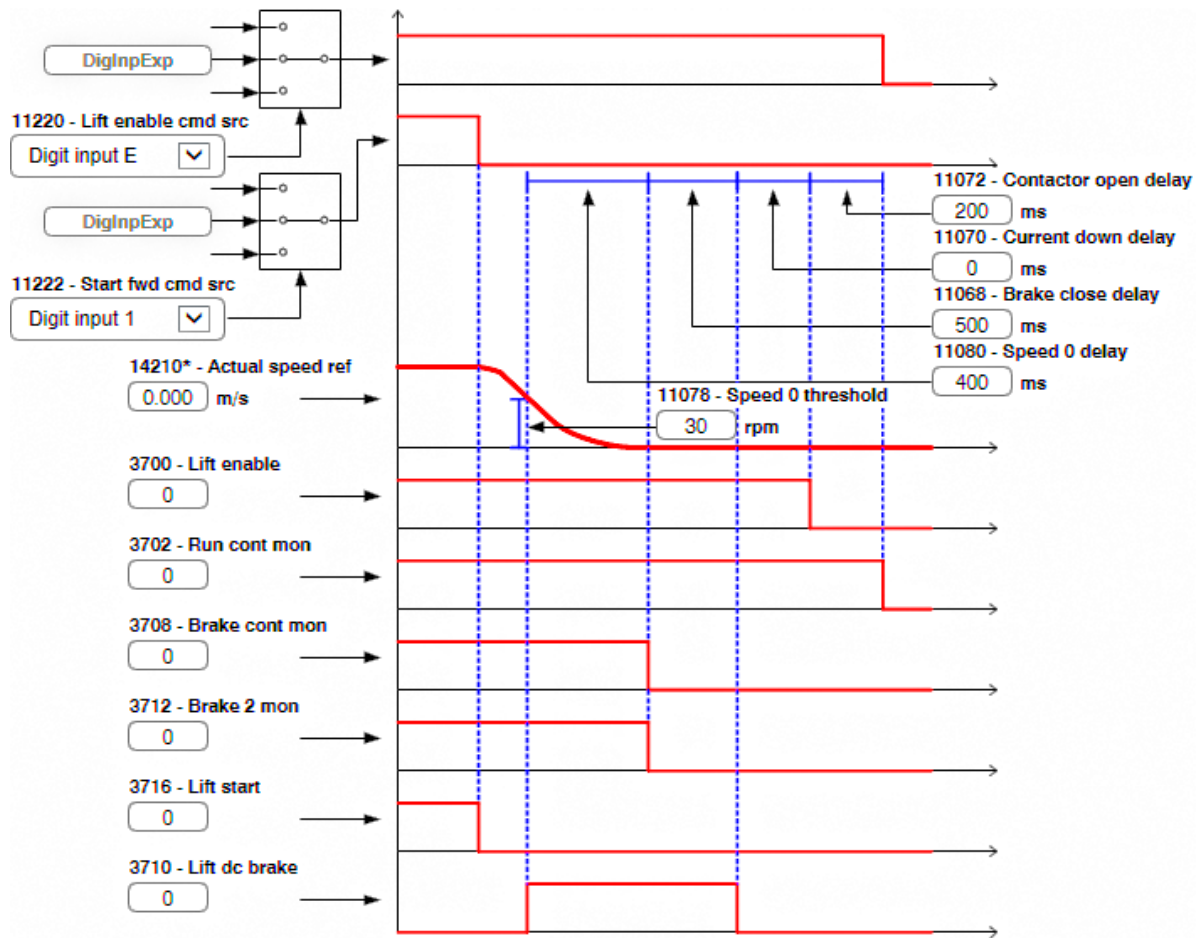 DigInpExp
11220 - Lift enable cmd src
Digit input E
DigInpExp
11222 - Start fwd cmd src
Digit input 1
11072 - Contactor open delay
200 ms
11070 - Current down delay
0 ms
11068 - Brake close delay
500 ms
11080 - Speed 0 delay
400 ms
14210* - Actual speed ref
0.000 m/s
11078 - Speed 0 threshold
30 rpm
3700 - Lift enable
0
3702 - Run cont mon
0
3708 - Brake cont mon
0
3712 - Brake 2 mon
0
3716 - Lift start
0
3710 - Lift dc brake
0